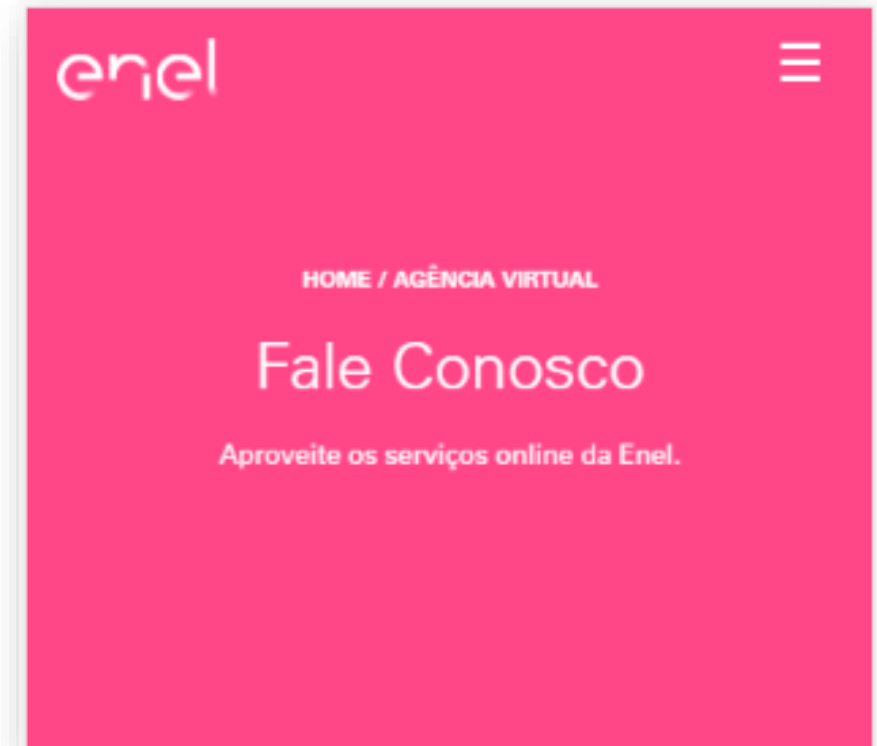 enel
HOME / AGÊNCIA VIRTUAL
Fale Conosco
Aproveite os serviços online da Enel.